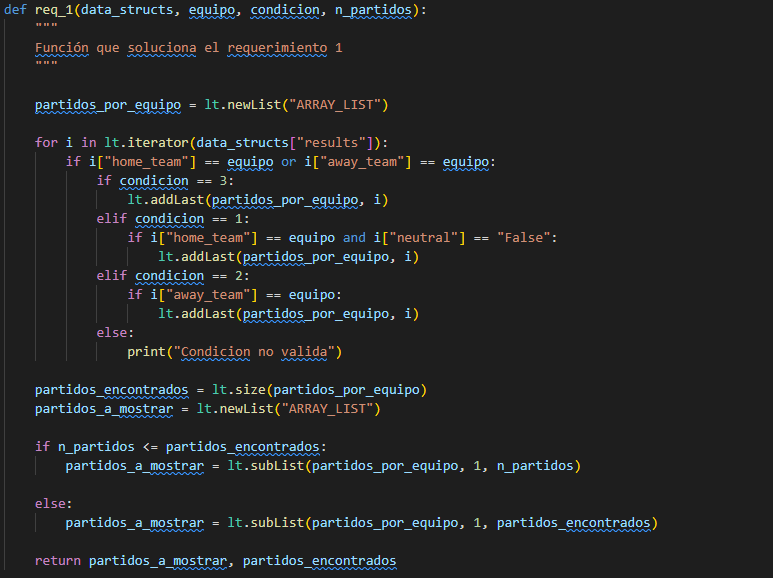 def req_1(data_structs, equipo, condicion, n_partidos):
    """
    Función que soluciona el requerimiento 1
    """

    partidos_por_equipo = lt.newList("ARRAY_LIST")

    for i in lt.iterator(data_structs["results"]):
        if i["home_team"] == equipo or i["away_team"] == equipo:
            if condicion == 3:
                lt.addLast(partidos_por_equipo, i)
            elif condicion == 1:
                if i["home_team"] == equipo and i["neutral"] == "False":
                    lt.addLast(partidos_por_equipo, i)
            elif condicion == 2:
                if i["away_team"] == equipo:
                    lt.addLast(partidos_por_equipo, i)
            else:
                print("Condicion no valida")

    partidos_encontrados = lt.size(partidos_por_equipo)
    partidos_a_mostrar = lt.newList("ARRAY_LIST")

    if n_partidos <= partidos_encontrados:
        partidos_a_mostrar = lt.subList(partidos_por_equipo, 1, n_partidos)

    else:
        partidos_a_mostrar = lt.subList(partidos_por_equipo, 1, partidos_encontrados)

    return partidos_a_mostrar, partidos_encontrados